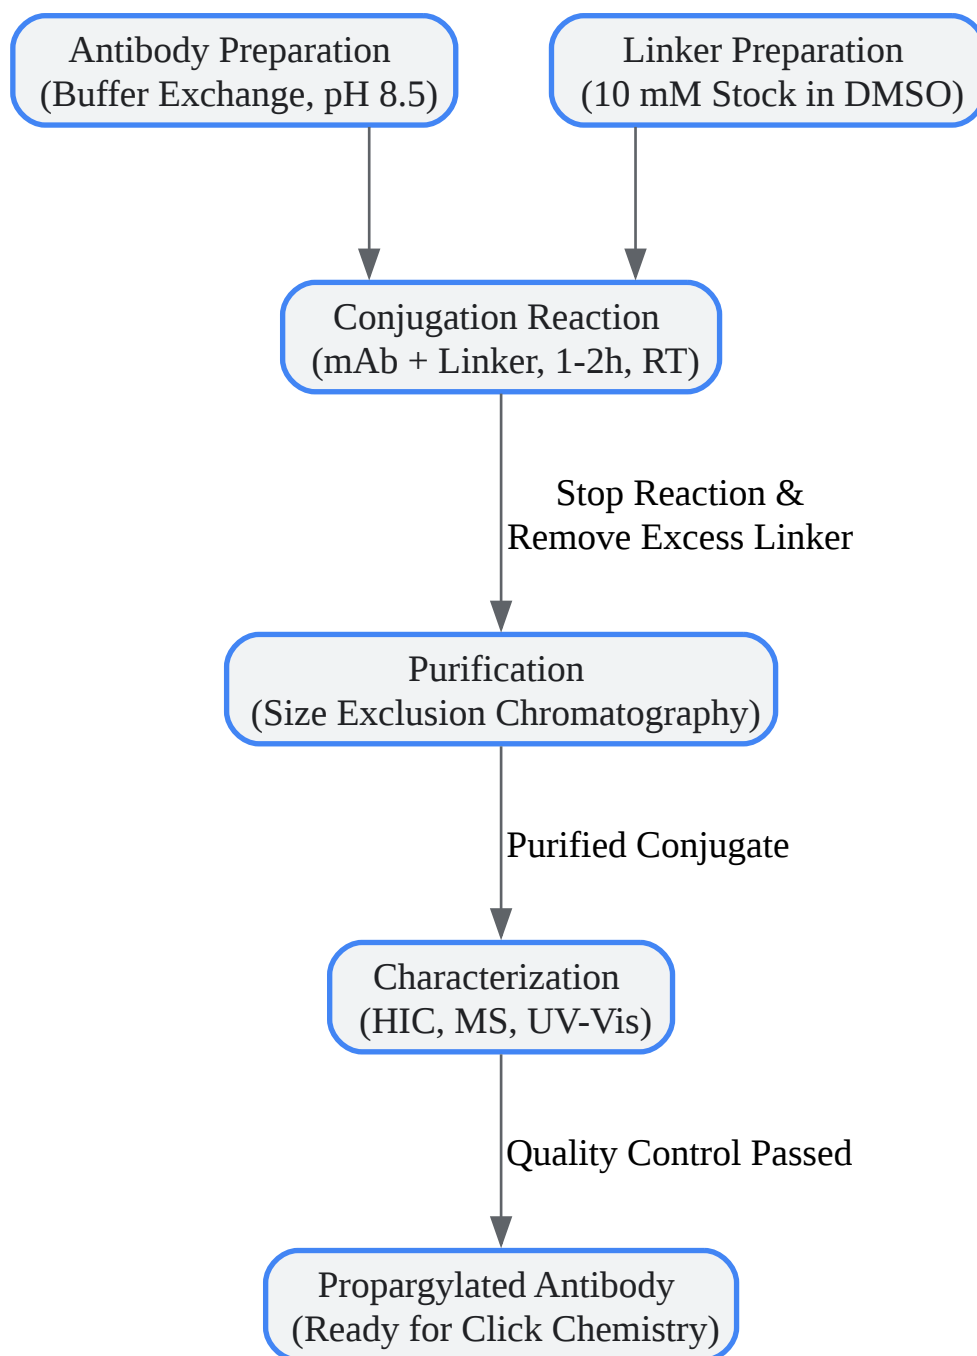 Antibody Preparation
(Buffer Exchange, pH 8.5)
Linker Preparation
(10 mM Stock in DMSO)
Conjugation Reaction
(mAb + Linker, 1-2h, RT)
Stop Reaction &
Remove Excess Linker
Purification
(Size Exclusion Chromatography)
Purified Conjugate
Characterization
(HIC, MS, UV-Vis)
Quality Control Passed
Propargylated Antibody
(Ready for Click Chemistry)